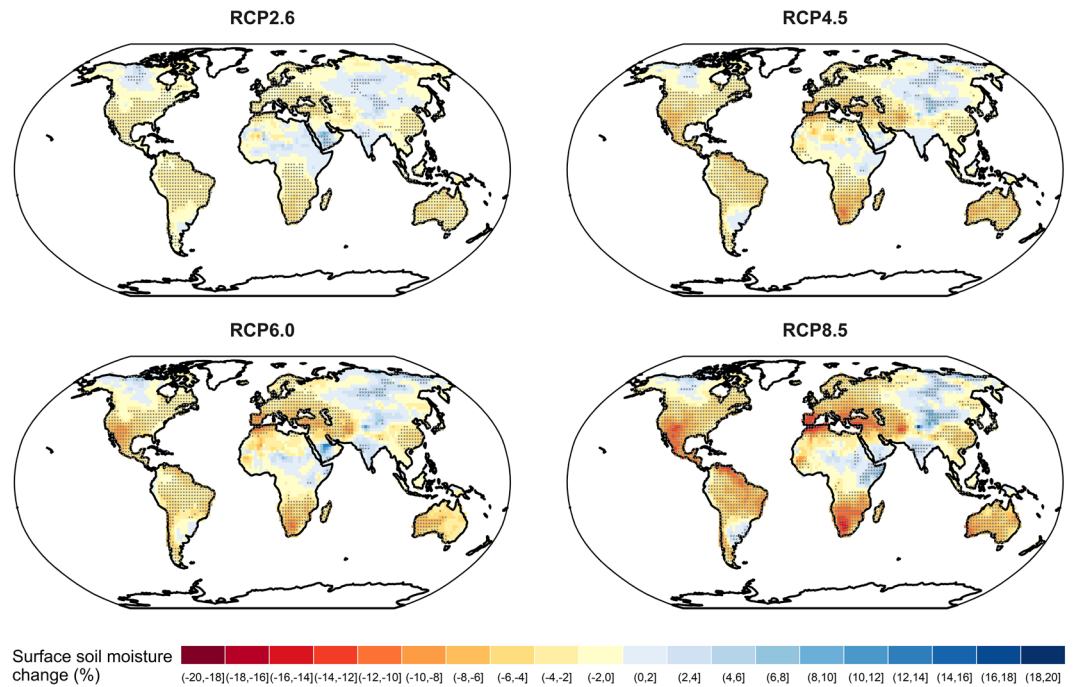 RCP2.6
RCP4.5
RCP6.0
RCP8.5
Surface soil moisture
change (%)
(-20,-18] (-18,-16] (-16,-14] (-14,-12] (-12,-10] (-10,-8] (-8,-6] (-6,-4] (-4,-2] (-2,0] (0,2] (2,4] (4,6] (6,8] (8,10] (10,12] (12,14] (14,16] (16,18] (18,20]